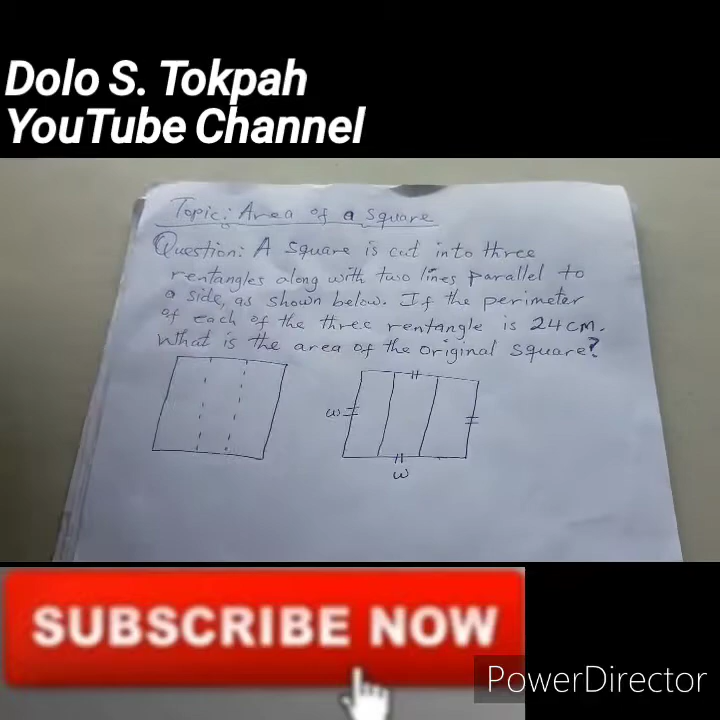 Dolo S. Tokpah
YouTube Channel
Topic: Area of a square
Question: A square is cut into three
rentangles along with two lines parallel to
a side, as shown below. If the perimeter
of each of the three rentangle is 24cm.
What is the area of the original square?
w
w
SUBSCRIBE NOW
PowerDirector